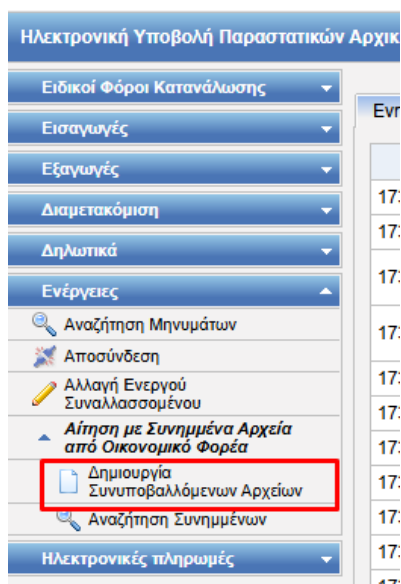 Ηλεκτρονική Υποβολή Παραστατικών Αρχικ
Ειδικοί Φόροι Κατανάλωσης
Εισαγωγές
Εξαγωγές
Διαμετακόμιση
Δηλωτικά
Ενέργειες
Αναζήτηση Μηνυμάτων
Αποσύνδεση
Αλλαγή Ενεργού
Συναλλασσομένου
Αίτηση με Συνημμένα Αρχεία
από Οικονομικό Φορέα
Δημιουργία
Συνυποβαλλόμενων Αρχείων
Αναζήτηση Συνημμένων
Ηλεκτρονικές πληρωμές